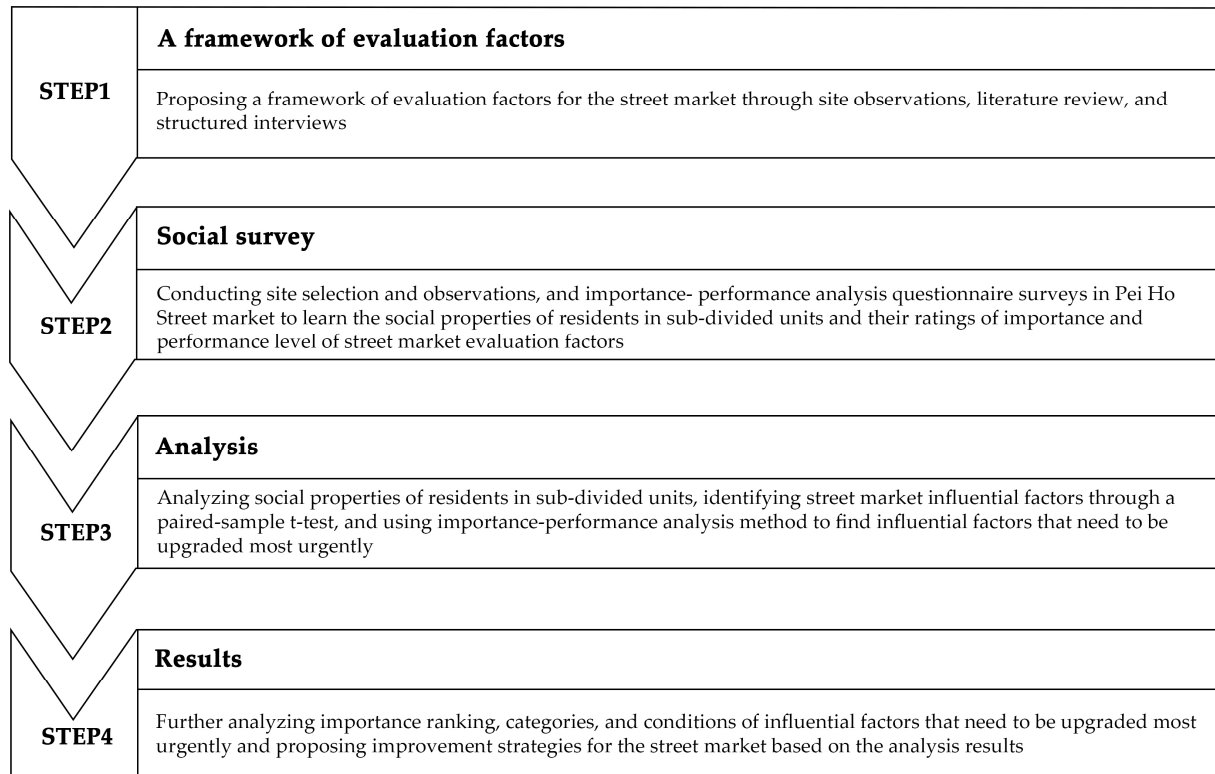 A framework of evaluation factors
STEP1
Proposing a framework of evaluation factors for the street market through site observations, literature review, and
structured interviews
Social survey
STEP2
Conducting site selection and observations, and importance- performance analysis questionnaire surveys in Pei Ho
Street market to learn the social properties of residents in sub-divided units and their ratings of importance and
performance level of street market evaluation factors
Analysis
STEP3
Analyzing social properties of residents in sub-divided units, identifying street market influential factors through a
paired-sample t-test, and using importance-performance analysis method to find influential factors that need to be
upgraded most urgently
Results
STEP4
Further analyzing importance ranking, categories, and conditions of influential factors that need to be upgraded most
urgently and proposing improvement strategies for the street market based on the analysis results